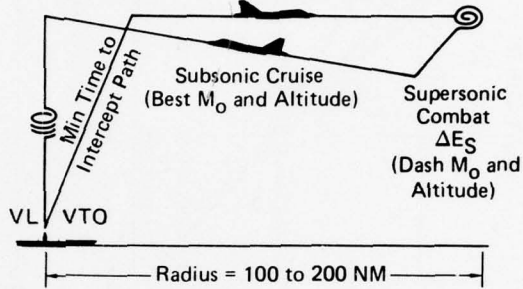 Min Time to
Intercept Path
Subsonic Cruise
(Best Mo and Altitude)
Supersonic
Combat
ΔES
(Dash Mo and
Altitude)
VL VTO
Radius = 100 to 200 NM